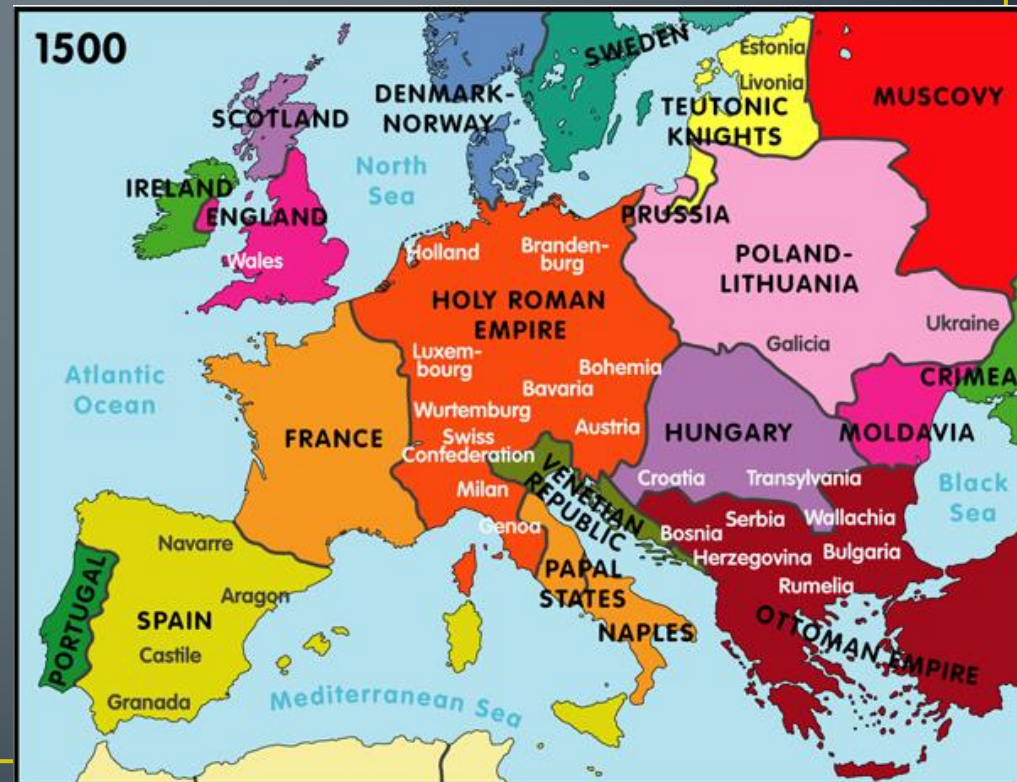 1500
SWEDEN
Estonia
Livonia
DENMARK-
NORWAY
TEUTONIC
KNIGHTS
MUSCOVY
SCOTLAND
North
Sea
IRELAND
ENGLAND
PRUSSIA
Wales
Holland
Branden-
burg
POLAND-
LITHUANIA
HOLY ROMAN
EMPIRE
Ukraine
Galicia
Luxem-
bourg
Bohemia
Bavaria
CRIMEA
Atlantic
Ocean
Wurtemburg
Austria
FRANCE
Swiss
Confederation
HUNGARY
MOLDAVIA
VENETIAN
REPUBLIC
Croatia
Transylvania
Black
Sea
Milan
Genoa
Serbia
Wallachia
Bosnia
Navarre
Herzegovina
Bulgaria
PAPAL
STATES
Rumelia
PORTUGAL
Aragon
SPAIN
NAPLES
OTTOMAN EMPIRE
Castile
Granada
Mediterranean Sea